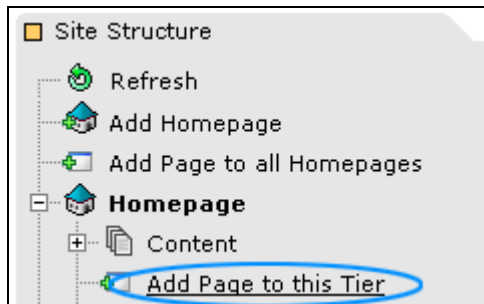 Site Structure
Refresh
Add Homepage
Add Page to all Homepages
Homepage
Content
Add Page to this Tier